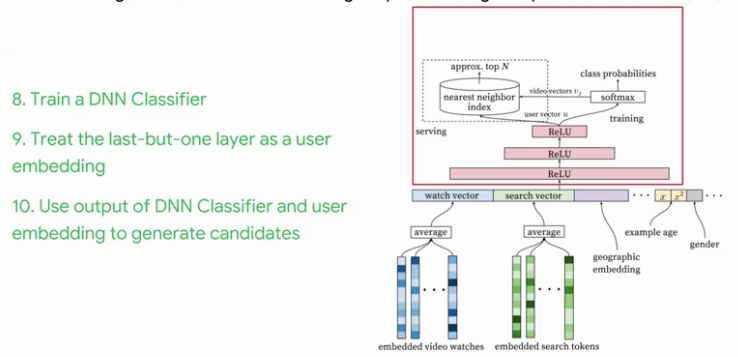 8. Train a DNN Classifier
9. Treat the last-but-one layer as a user
embedding
10. Use output of DNN Classifier and user
embedding to generate candidates
approx. top N
class probabilities
nearest neighbor
index
video vectors vj
softmax
user vector u
serving
training
ReLU
ReLU
ReLU
watch vector
search vector
...
x x²
...
average
average
example age
gender
geographic
embedding
...
...
embedded video watches
embedded search tokens